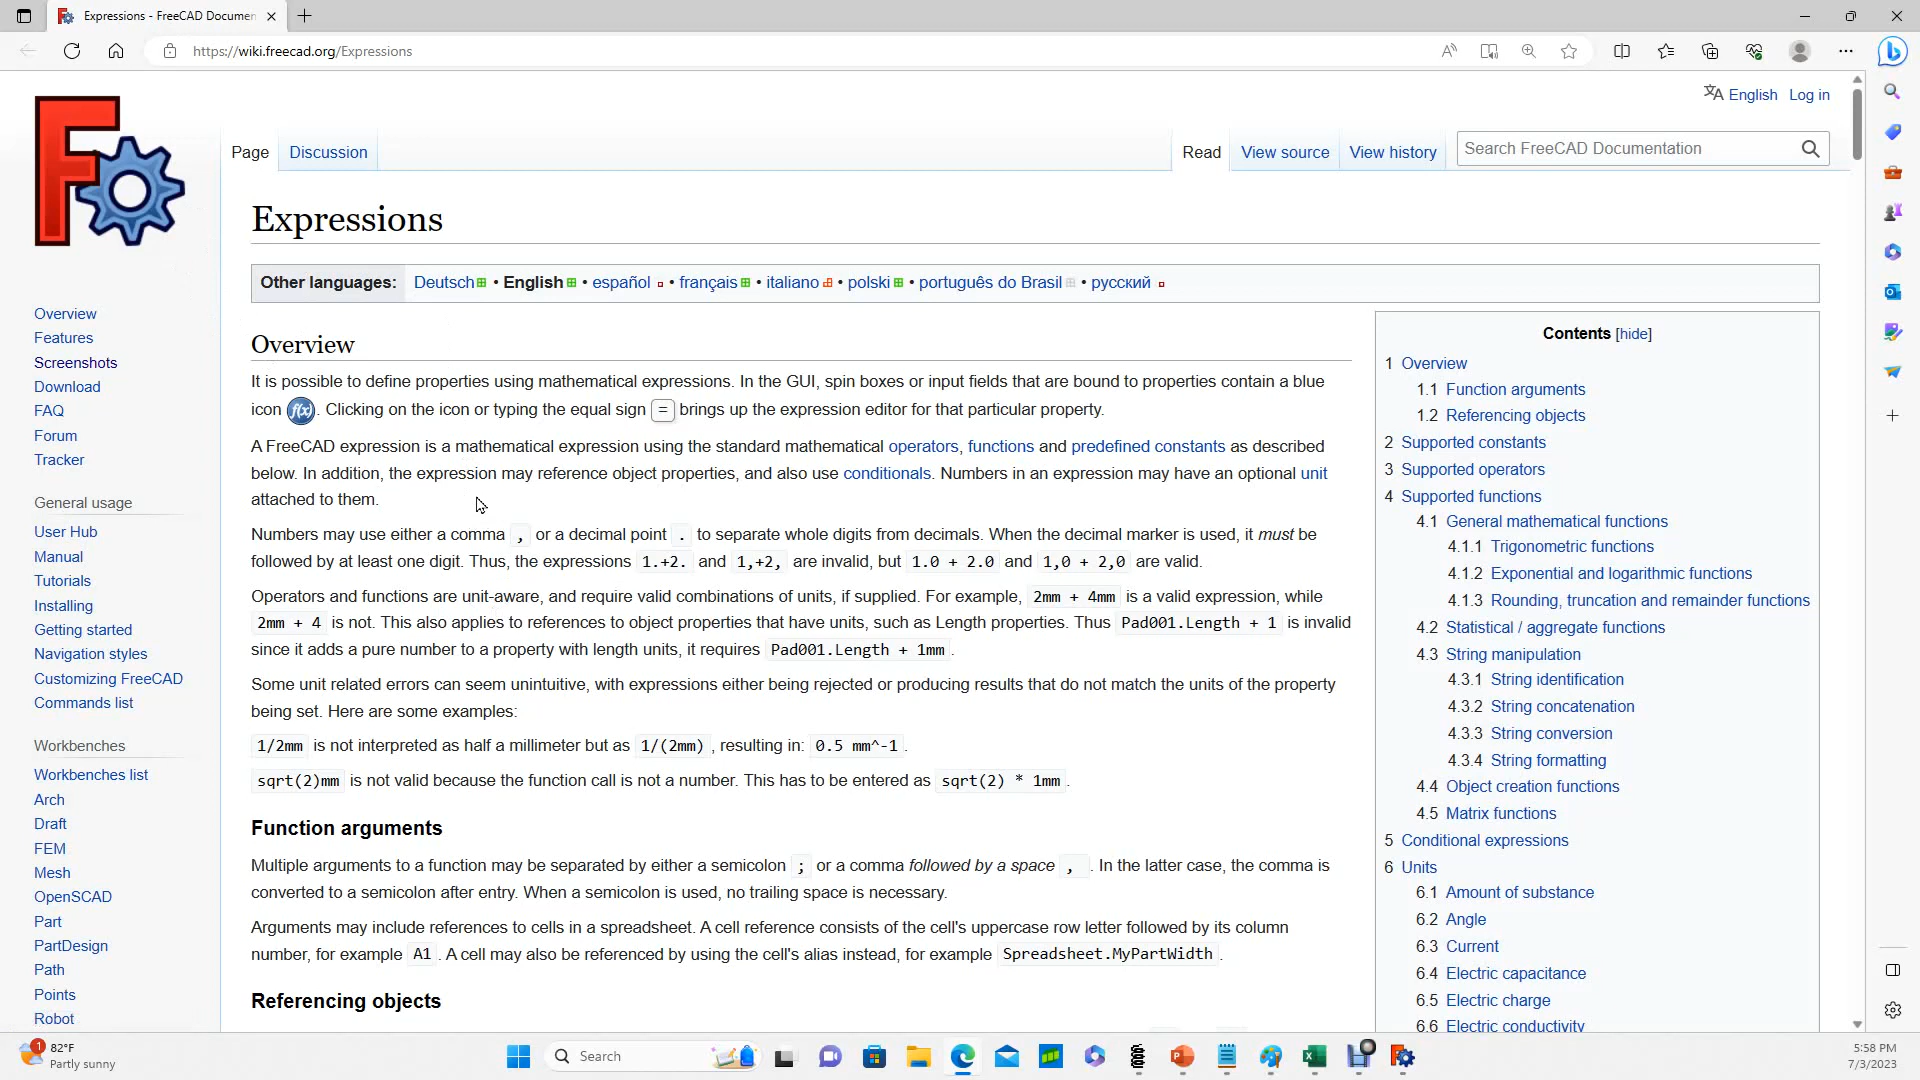 Expressions - FreeCAD Documen
https://wiki.freecad.org/Expressions
English Log in
Page Discussion Read View source View history Search FreeCAD Documentation
Expressions
Other languages: Deutsch • English • español • français • italiano • polski • português do Brasil • русский
Overview
It is possible to define properties using mathematical expressions. In the GUI, spin boxes or input fields that are bound to properties contain a blue
icon f(x) . Clicking on the icon or typing the equal sign = brings up the expression editor for that particular property.
A FreeCAD expression is a mathematical expression using the standard mathematical operators, functions and predefined constants as described
below. In addition, the expression may reference object properties, and also use conditionals. Numbers in an expression may have an optional unit
attached to them.
Numbers may use either a comma , or a decimal point . to separate whole digits from decimals. When the decimal marker is used, it must be
followed by at least one digit. Thus, the expressions 1.+2. and 1,+2, are invalid, but 1.0 + 2.0 and 1,0 + 2,0 are valid.
Operators and functions are unit-aware, and require valid combinations of units, if supplied. For example, 2mm + 4mm is a valid expression, while
2mm + 4 is not. This also applies to references to object properties that have units, such as Length properties. Thus Pad001.Length + 1 is invalid
since it adds a pure number to a property with length units, it requires Pad001.Length + 1mm .
Some unit related errors can seem unintuitive, with expressions either being rejected or producing results that do not match the units of the property
being set. Here are some examples:
1/2mm is not interpreted as half a millimeter but as 1/(2mm) , resulting in: 0.5 mm^-1 .
sqrt(2)mm is not valid because the function call is not a number. This has to be entered as sqrt(2) * 1mm .
Function arguments
Multiple arguments to a function may be separated by either a semicolon ; or a comma followed by a space , . In the latter case, the comma is
converted to a semicolon after entry. When a semicolon is used, no trailing space is necessary.
Arguments may include references to cells in a spreadsheet. A cell reference consists of the cell's uppercase row letter followed by its column
number, for example A1 . A cell may also be referenced by using the cell's alias instead, for example Spreadsheet.MyPartWidth .
Referencing objects
Contents [hide]
1 Overview
1.1 Function arguments
1.2 Referencing objects
2 Supported constants
3 Supported operators
4 Supported functions
4.1 General mathematical functions
4.1.1 Trigonometric functions
4.1.2 Exponential and logarithmic functions
4.1.3 Rounding, truncation and remainder functions
4.2 Statistical / aggregate functions
4.3 String manipulation
4.3.1 String identification
4.3.2 String concatenation
4.3.3 String conversion
4.3.4 String formatting
4.4 Object creation functions
4.5 Matrix functions
5 Conditional expressions
6 Units
6.1 Amount of substance
6.2 Angle
6.3 Current
6.4 Electric capacitance
6.5 Electric charge
6.6 Electric conductivity
Overview
Features
Screenshots
Download
FAQ
Forum
Tracker
General usage
User Hub
Manual
Tutorials
Installing
Getting started
Navigation styles
Customizing FreeCAD
Commands list
Workbenches
Workbenches list
Arch
Draft
FEM
Mesh
OpenSCAD
Part
PartDesign
Path
Points
Robot
1
82°F
Partly sunny
Search
5:58 PM
7/3/2023